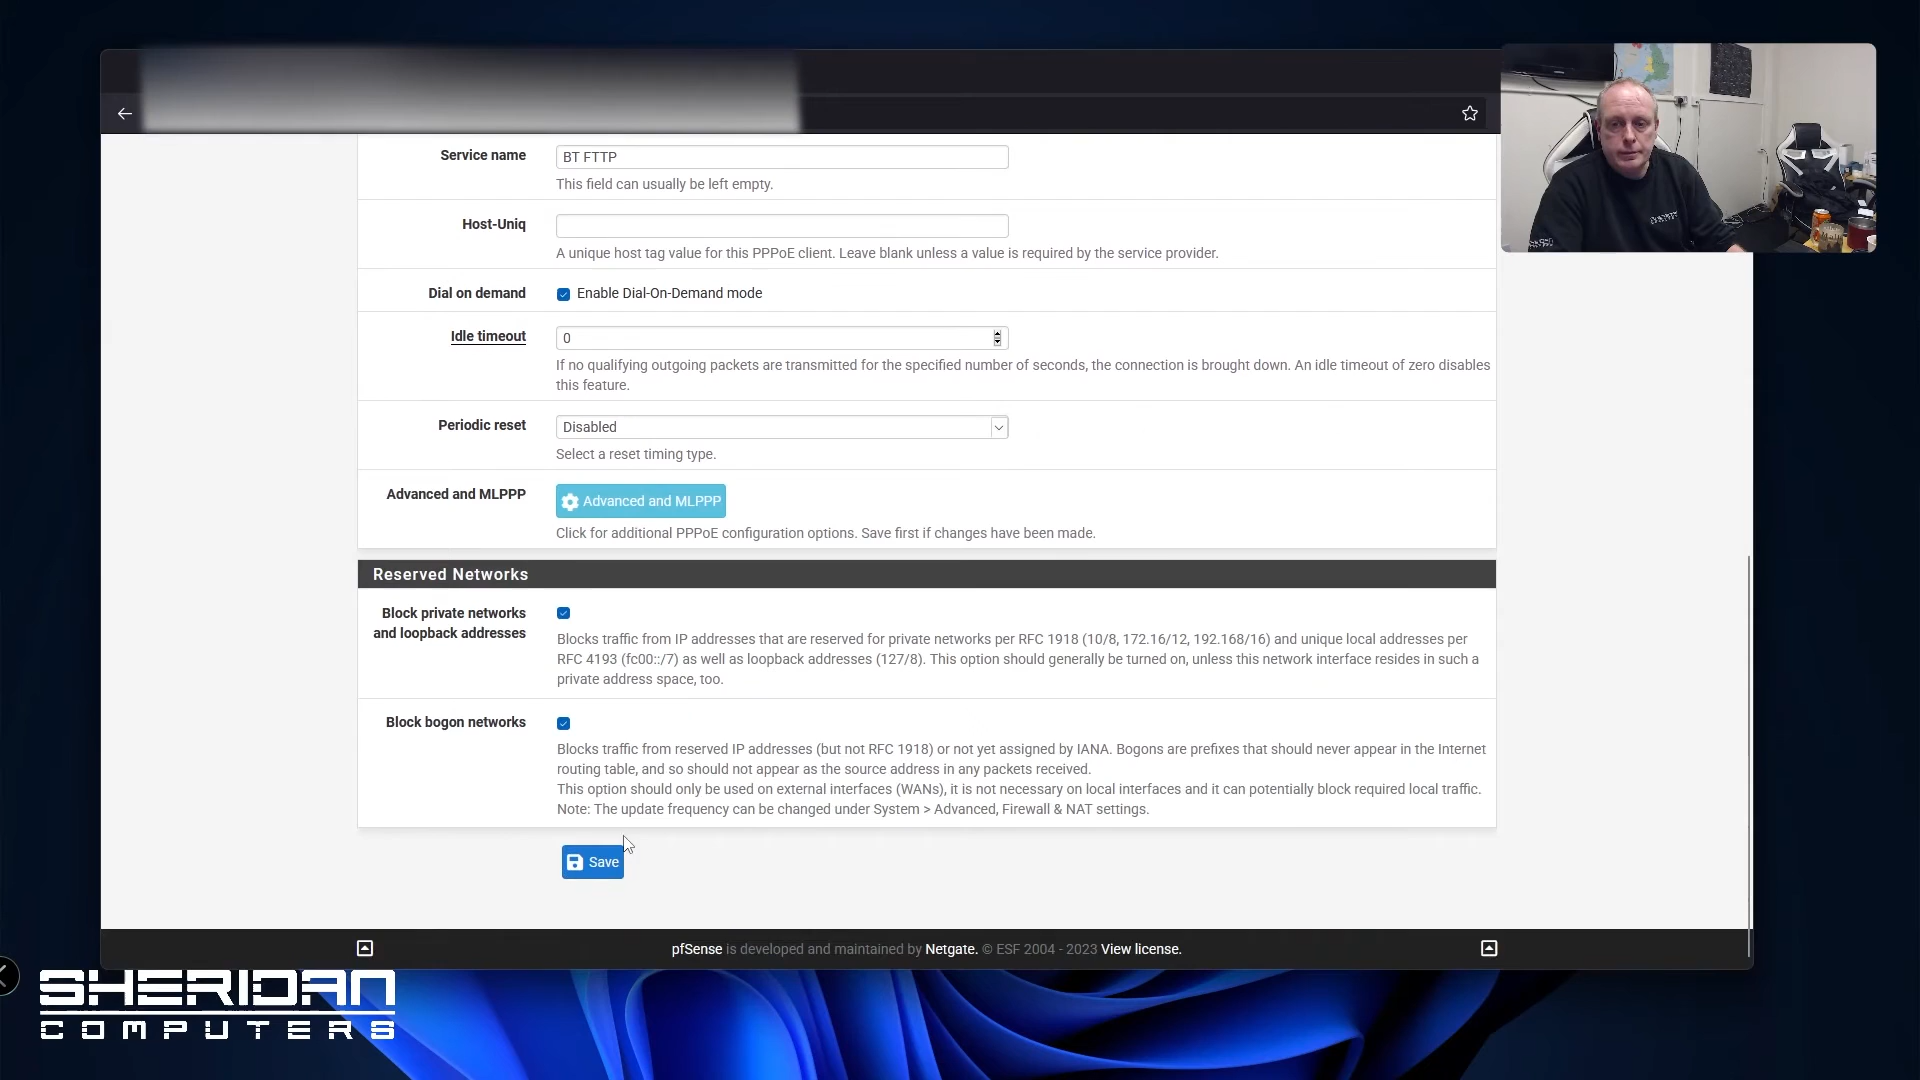 Service name
BT FTTP
This field can usually be left empty.
Host-Uniq
A unique host tag value for this PPPoE client. Leave blank unless a value is required by the service provider.
Dial on demand
Enable Dial-On-Demand mode
Idle timeout
0
If no qualifying outgoing packets are transmitted for the specified number of seconds, the connection is brought down. An idle timeout of zero disables
this feature.
Periodic reset
Disabled
Select a reset timing type.
Advanced and MLPPP
Advanced and MLPPP
Click for additional PPPoE configuration options. Save first if changes have been made.
Reserved Networks
Block private networks
and loopback addresses
Blocks traffic from IP addresses that are reserved for private networks per RFC 1918 (10/8, 172.16/12, 192.168/16) and unique local addresses per
RFC 4193 (fc00::/7) as well as loopback addresses (127/8). This option should generally be turned on, unless this network interface resides in such a
private address space, too.
Block bogon networks
Blocks traffic from reserved IP addresses (but not RFC 1918) or not yet assigned by IANA. Bogons are prefixes that should never appear in the Internet
routing table, and so should not appear as the source address in any packets received.
This option should only be used on external interfaces (WANs), it is not necessary on local interfaces and it can potentially block required local traffic.
Note: The update frequency can be changed under System > Advanced, Firewall & NAT settings.
Save
pfSense is developed and maintained by Netgate. © ESF 2004 - 2023 View license.
SHERIDAN
COMPUTERS